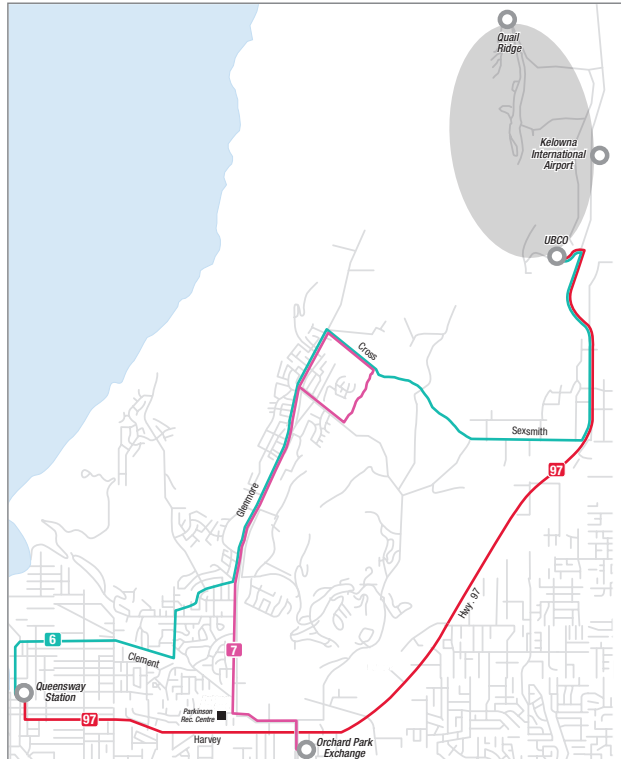 Quail
Ridge
Kelowna
International
Airport
UBCO
Cross
Sexsmith
97
Glenmore
Hwy. 97
6
Clement
7
Queensway
Station
97
Parkinson
Rec. Centre
Harvey
Orchard Park
Exchange